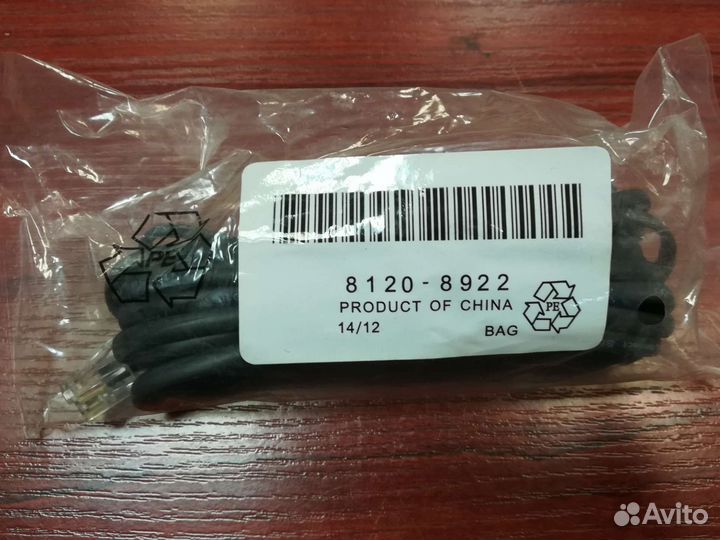 8120-8922
PRODUCT OF CHINA
14/12
BAG
PE
PE
Avito